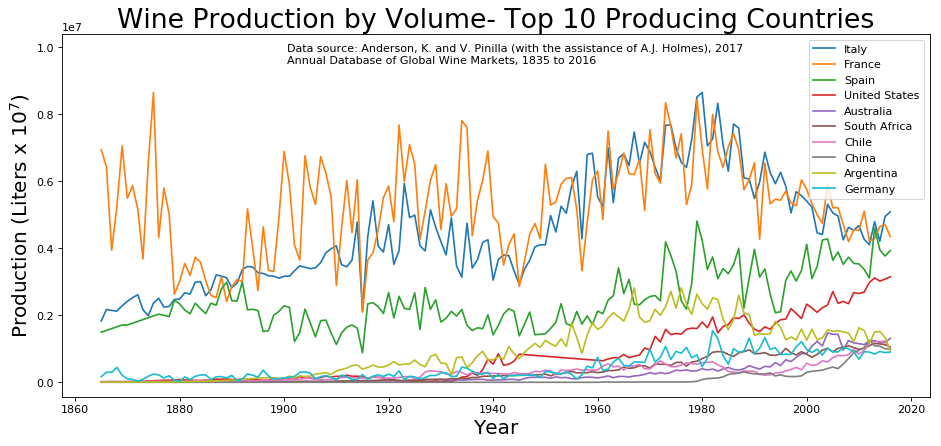 Wine Production by Volume- Top 10 Producing Countries
1e7
Data source: Anderson, K. and V. Pinilla (with the assistance of A.J. Holmes), 2017
Annual Database of Global Wine Markets, 1835 to 2016
Italy
France
Spain
United States
Australia
South Africa
Chile
China
Argentina
Germany
Production (Liters x 10⁷)
1.0
0.8
0.6
0.4
0.2
0.0
1860 1880 1900 1920 1940 1960 1980 2000 2020
Year